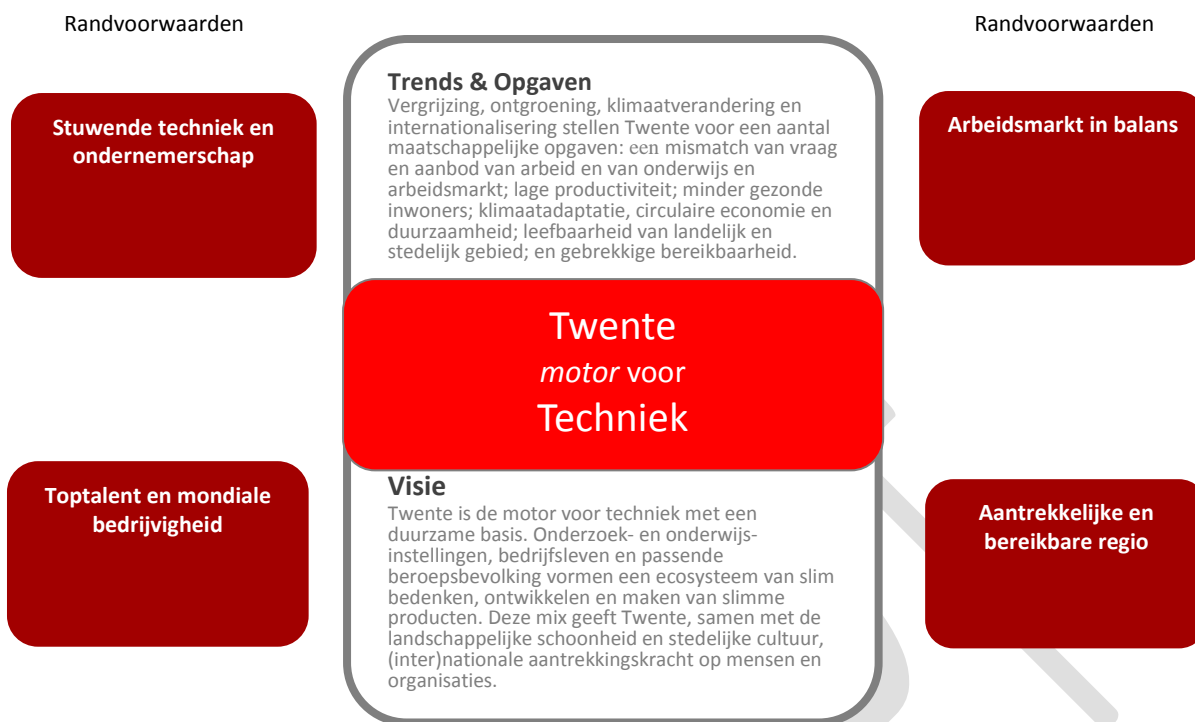 Randvoorwaarden
Randvoorwaarden
Stuwende techniek en
ondernemerschap
Toptalent en mondiale
bedrijvigheid
Trends & Opgaven
Vergrijzing, ontgroening, klimaatverandering en
internationalisering stellen Twente voor een aantal
maatschappelijke opgaven: een mismatch van vraag
en aanbod van arbeid en van onderwijs en
arbeidsmarkt; lage productiviteit; minder gezonde
inwoners; klimaatadaptatie, circulaire economie en
duurzaamheid; leefbaarheid van landelijk en
stedelijk gebied; en gebrekkige bereikbaarheid.
Twente
motor voor
Techniek
Visie
Twente is de motor voor techniek met een
duurzame basis. Onderzoek- en onderwijs-
instellingen, bedrijfsleven en passende
beroepsbevolking vormen een ecosysteem van slim
bedenken, ontwikkelen en maken van slimme
producten. Deze mix geeft Twente, samen met de
landschappelijke schoonheid en stedelijke cultuur,
(inter)nationale aantrekkingskracht op mensen en
organisaties.
Arbeidsmarkt in balans
Aantrekkelijke en
bereikbare regio